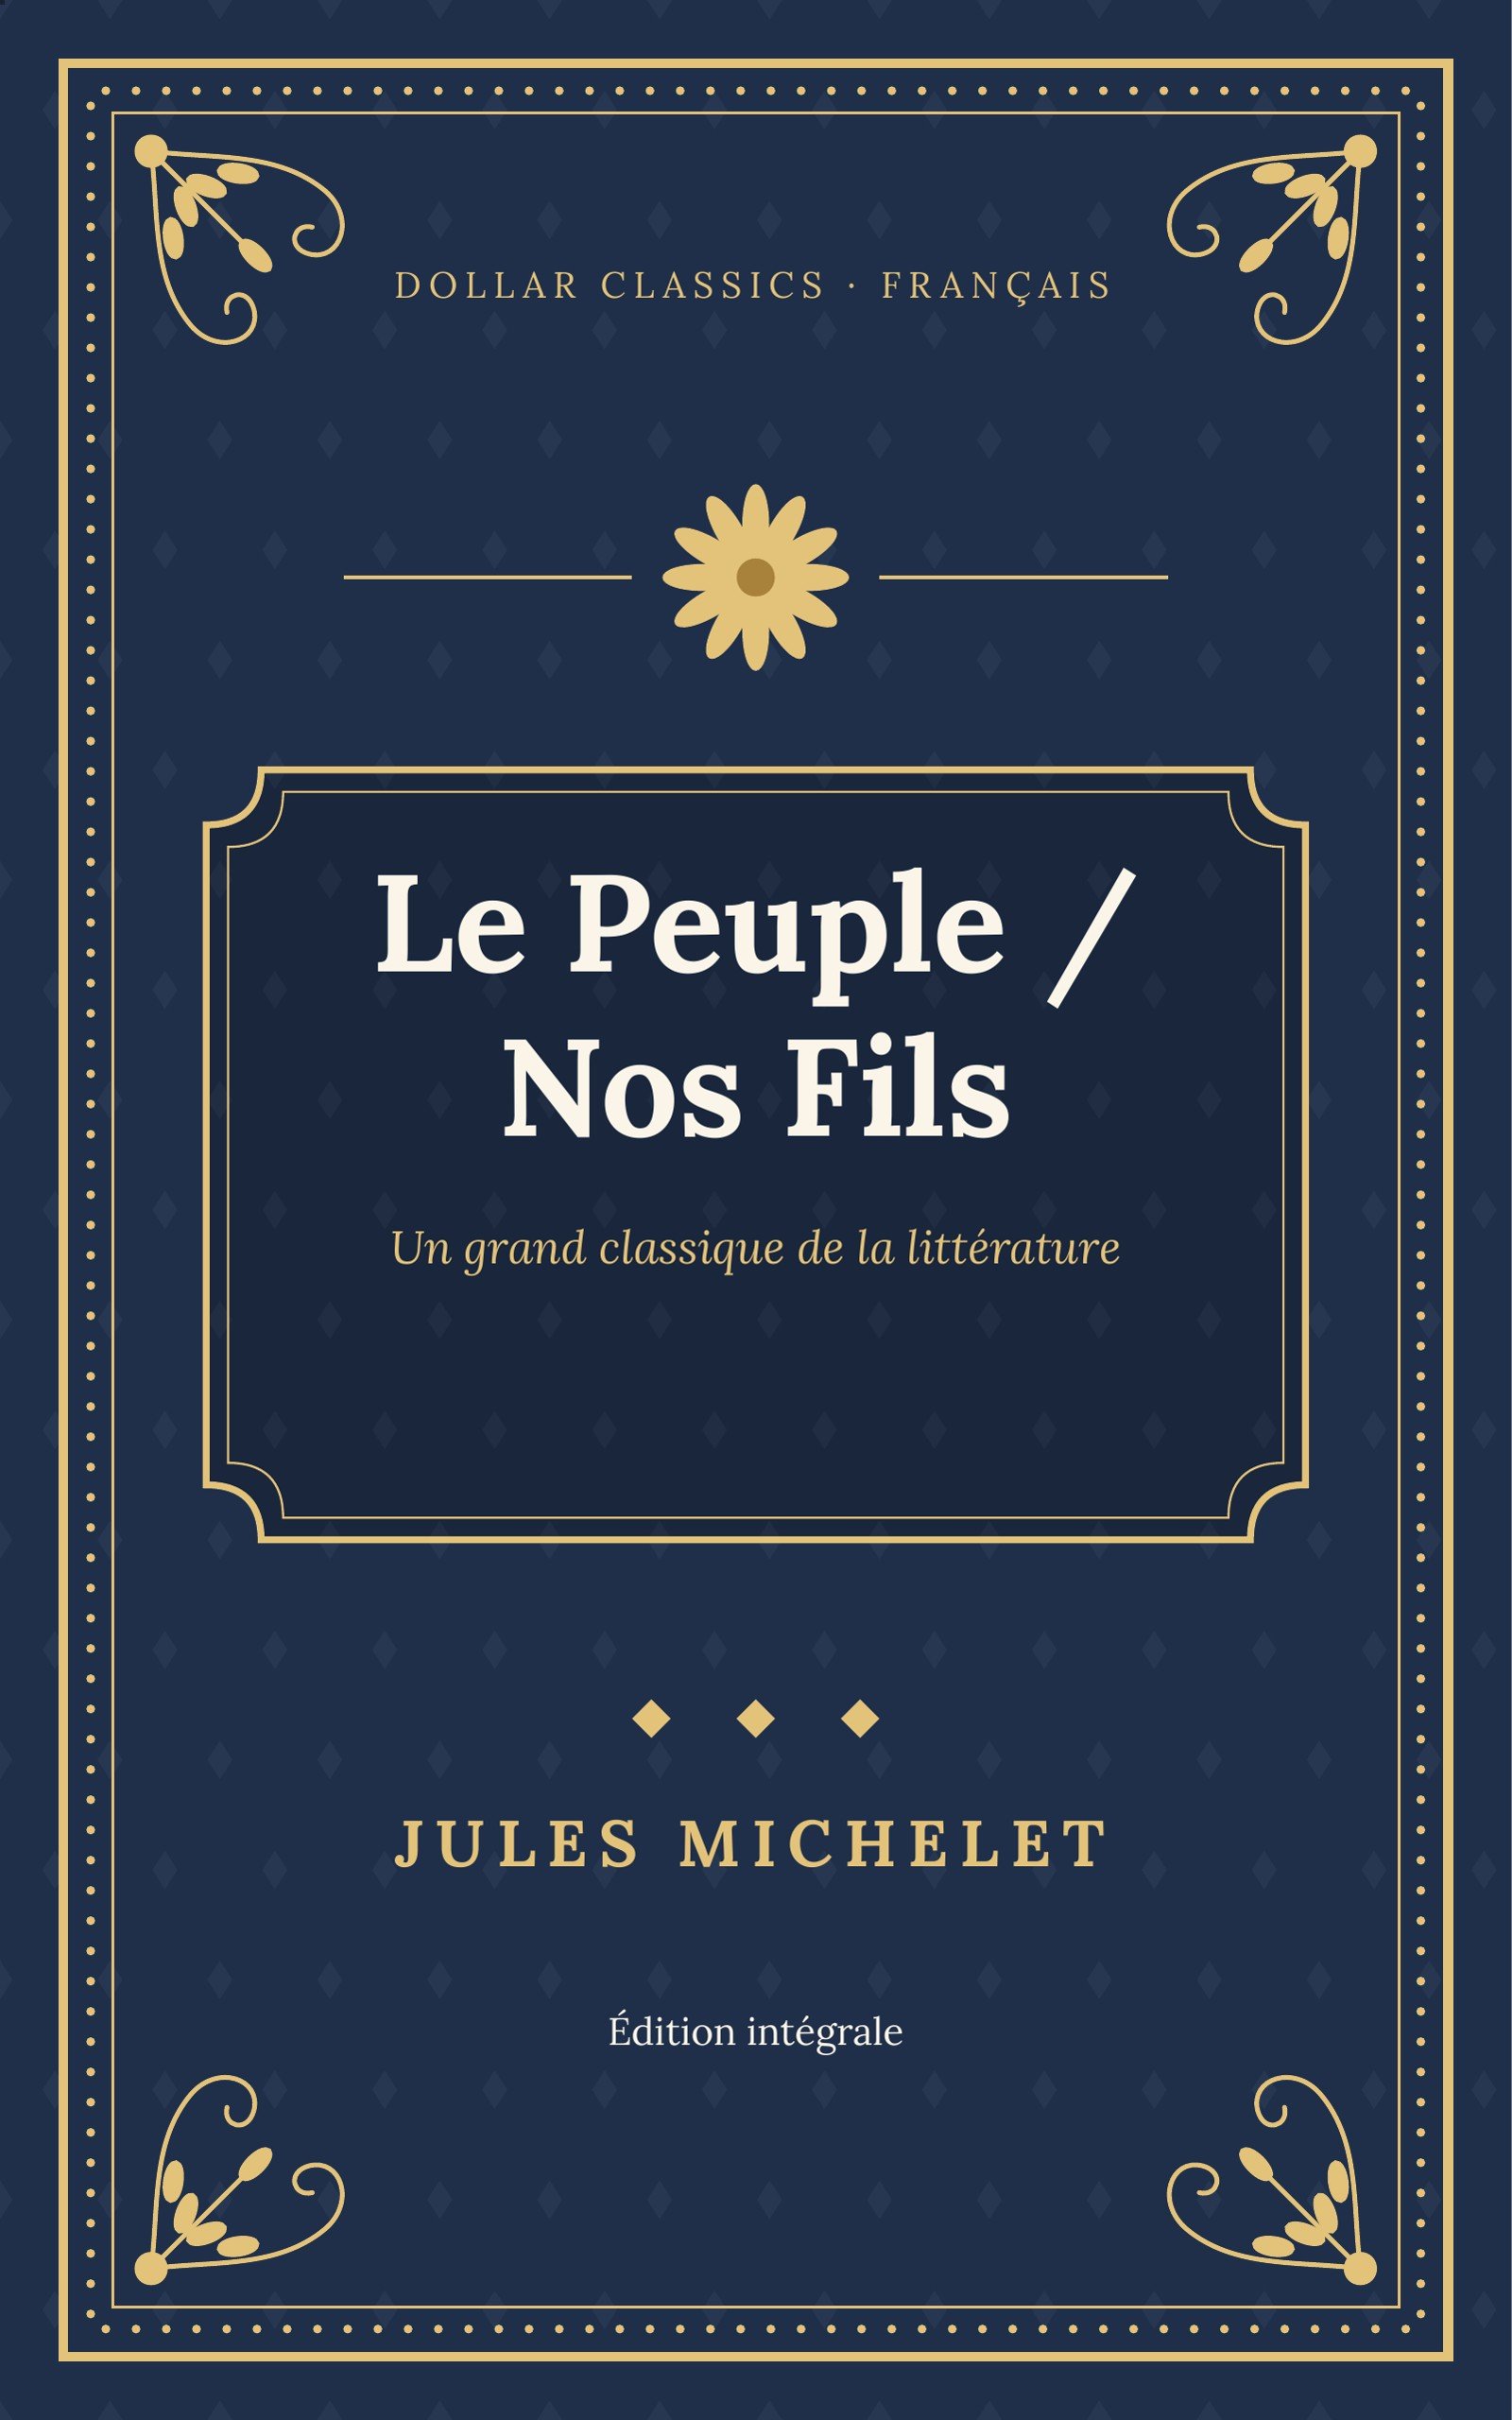 DOLLAR CLASSICS · FRANÇAIS
Le Peuple /
Nos Fils
Un grand classique de la littérature
JULES MICHELET
Édition intégrale